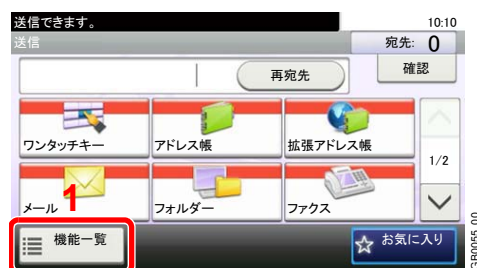 送信できます。 10:10
送信 宛先: 0
再宛先 確認
ワンタッチキー アドレス帳 拡張アドレス帳
1/2
メール フォルダー ファクス
1
機能一覧 お気に入り
GB0055_00